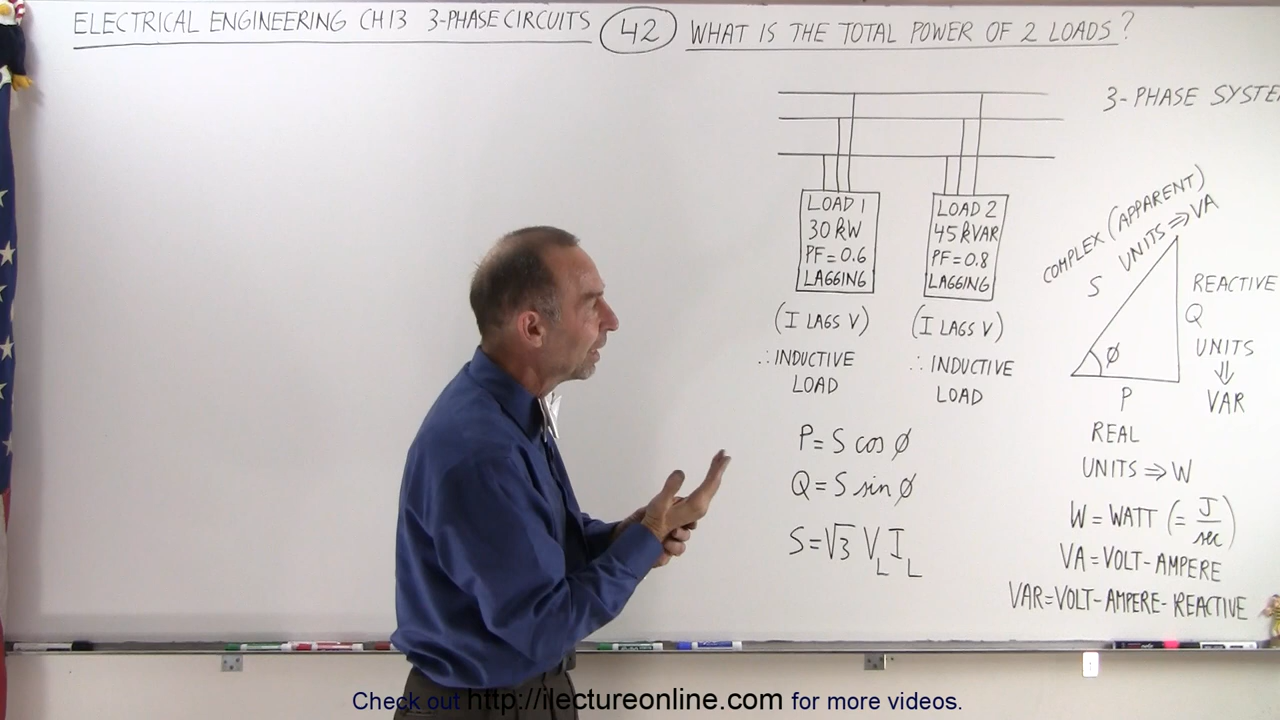 ELECTRICAL ENGINEERING CH 13 3-PHASE CIRCUITS 42 WHAT IS THE TOTAL POWER OF 2 LOADS?
3-PHASE SYSTE
LOAD 1
30 kW
PF = 0.6
LAGGING
(I LAGS V)
∴ INDUCTIVE
LOAD
LOAD 2
45 kVAR
PF = 0.8
LAGGING
(I LAGS V)
∴ INDUCTIVE
LOAD
P = S cos φ
Q = S sin φ
S = √3 V_L I_L
COMPLEX (APPARENT)
S UNITS ⇒ VA
φ
REACTIVE
Q
UNITS
⇓
VAR
P
REAL
UNITS ⇒ W
W = WATT (= J/sec)
VA = VOLT-AMPERE
VAR = VOLT-AMPERE-REACTIVE
Check out http://ilectureonline.com for more videos.